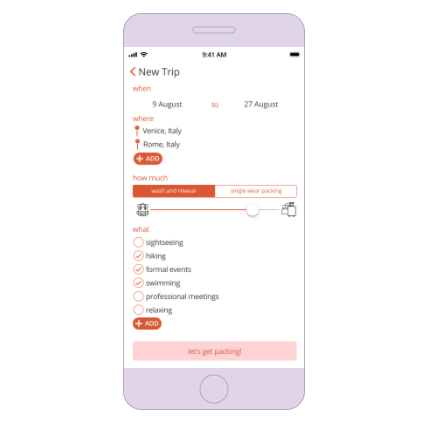 9:41 AM
New Trip
when
9 August to 27 August
where
Venice, Italy
Rome, Italy
+ ADD
how much
wash and rewear single wear packing
what
sightseeing
hiking
formal events
swimming
professional meetings
relaxing
+ ADD
let's get packing!